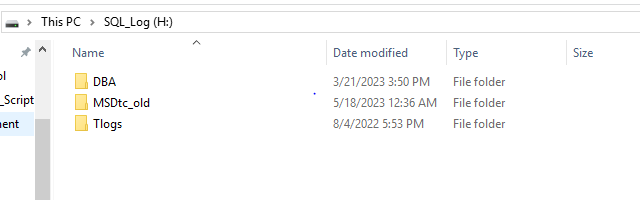 This PC > SQL_Log (H:)
Name Date modified Type Size
ol
_Script
nent
DBA 3/21/2023 3:50 PM File folder
MSDtc_old 5/18/2023 12:36 AM File folder
Tlogs 8/4/2022 5:53 PM File folder